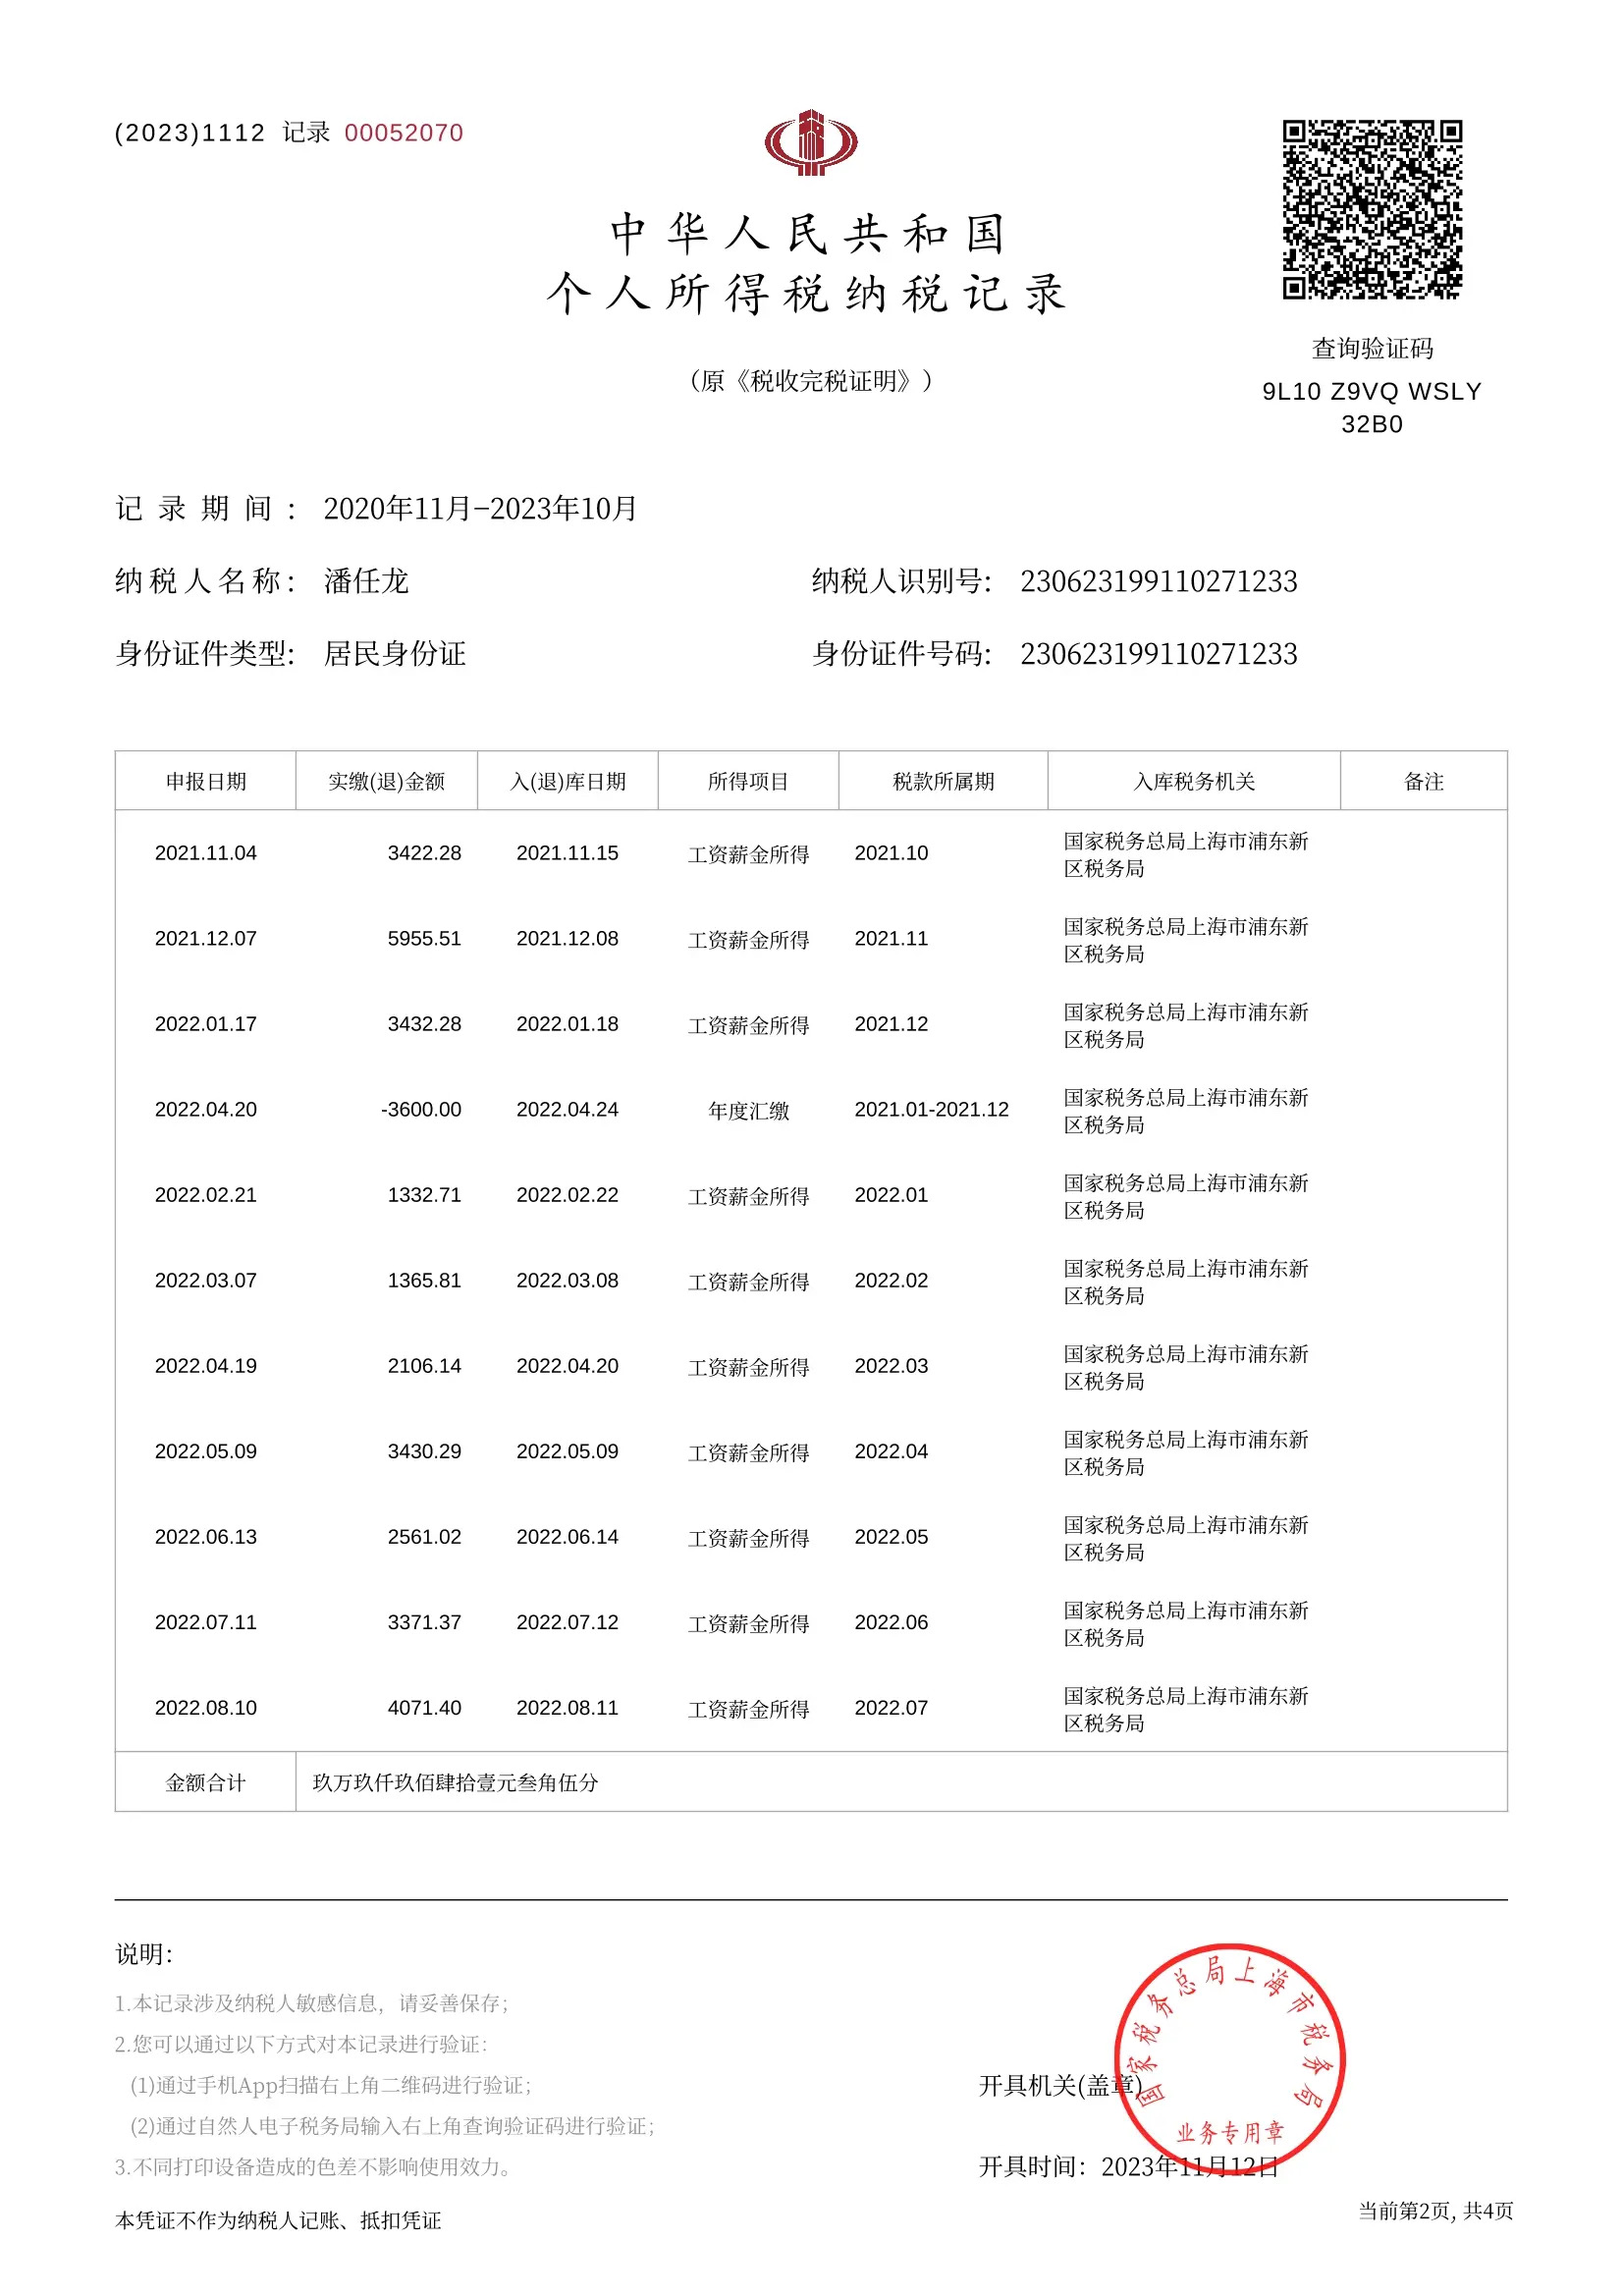 (2023)1112 记录 00052070
中华人民共和国
个人所得税纳税记录
（原《税收完税证明》）
查询验证码
9L10 Z9VQ WSLY
32B0
记录期间: 2020年11月-2023年10月
纳税人名称: 潘任龙 纳税人识别号: 230623199110271233
身份证件类型: 居民身份证 身份证件号码: 230623199110271233
申报日期 实缴(退)金额 入(退)库日期 所得项目 税款所属期 入库税务机关 备注
2021.11.04 3422.28 2021.11.15 工资薪金所得 2021.10 国家税务总局上海市浦东新
区税务局
2021.12.07 5955.51 2021.12.08 工资薪金所得 2021.11 国家税务总局上海市浦东新
区税务局
2022.01.17 3432.28 2022.01.18 工资薪金所得 2021.12 国家税务总局上海市浦东新
区税务局
2022.04.20 -3600.00 2022.04.24 年度汇缴 2021.01-2021.12 国家税务总局上海市浦东新
区税务局
2022.02.21 1332.71 2022.02.22 工资薪金所得 2022.01 国家税务总局上海市浦东新
区税务局
2022.03.07 1365.81 2022.03.08 工资薪金所得 2022.02 国家税务总局上海市浦东新
区税务局
2022.04.19 2106.14 2022.04.20 工资薪金所得 2022.03 国家税务总局上海市浦东新
区税务局
2022.05.09 3430.29 2022.05.09 工资薪金所得 2022.04 国家税务总局上海市浦东新
区税务局
2022.06.13 2561.02 2022.06.14 工资薪金所得 2022.05 国家税务总局上海市浦东新
区税务局
2022.07.11 3371.37 2022.07.12 工资薪金所得 2022.06 国家税务总局上海市浦东新
区税务局
2022.08.10 4071.40 2022.08.11 工资薪金所得 2022.07 国家税务总局上海市浦东新
区税务局
金额合计 玖万玖仟玖佰肆拾壹元叁角伍分
说明:
1.本记录涉及纳税人敏感信息，请妥善保存;
2.您可以通过以下方式对本记录进行验证:
(1)通过手机App扫描右上角二维码进行验证;
(2)通过自然人电子税务局输入右上角查询验证码进行验证;
3.不同打印设备造成的色差不影响使用效力。
本凭证不作为纳税人记账、抵扣凭证
国家税务总局上海市税务局
业务专用章
开具机关(盖章)
开具时间: 2023年11月12日
当前第2页, 共4页